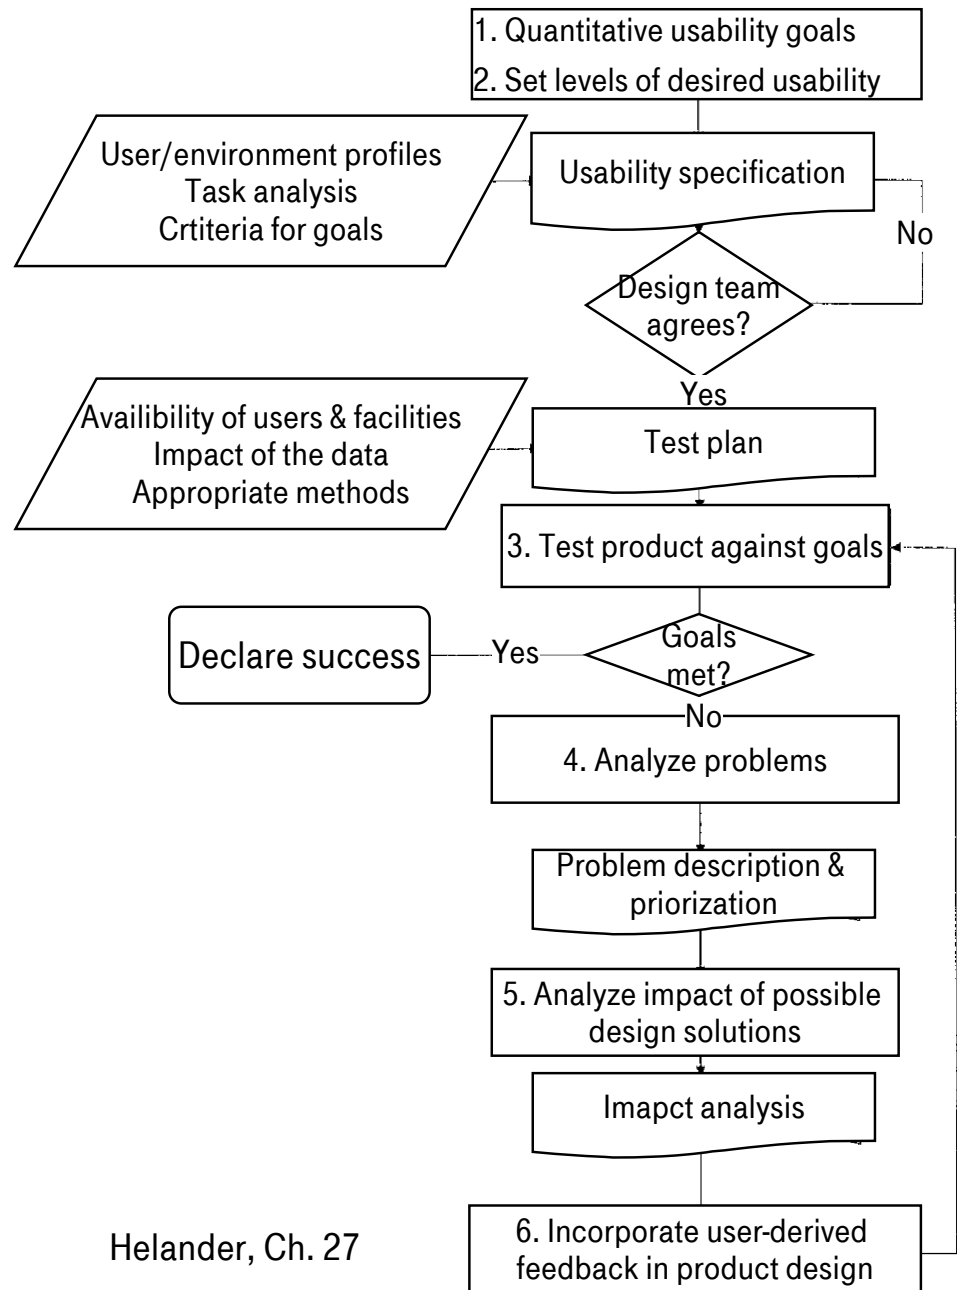 1. Quantitative usability goals
2. Set levels of desired usability
User/environment profiles
Task analysis
Crtiteria for goals
Usability specification
No
Design team
agrees?
Yes
Availibility of users & facilities
Impact of the data
Appropriate methods
Test plan
3. Test product against goals
Declare success
Yes
Goals
met?
No
4. Analyze problems
Problem description &
priorization
5. Analyze impact of possible
design solutions
Imapct analysis
6. Incorporate user-derived
feedback in product design
Helander, Ch. 27